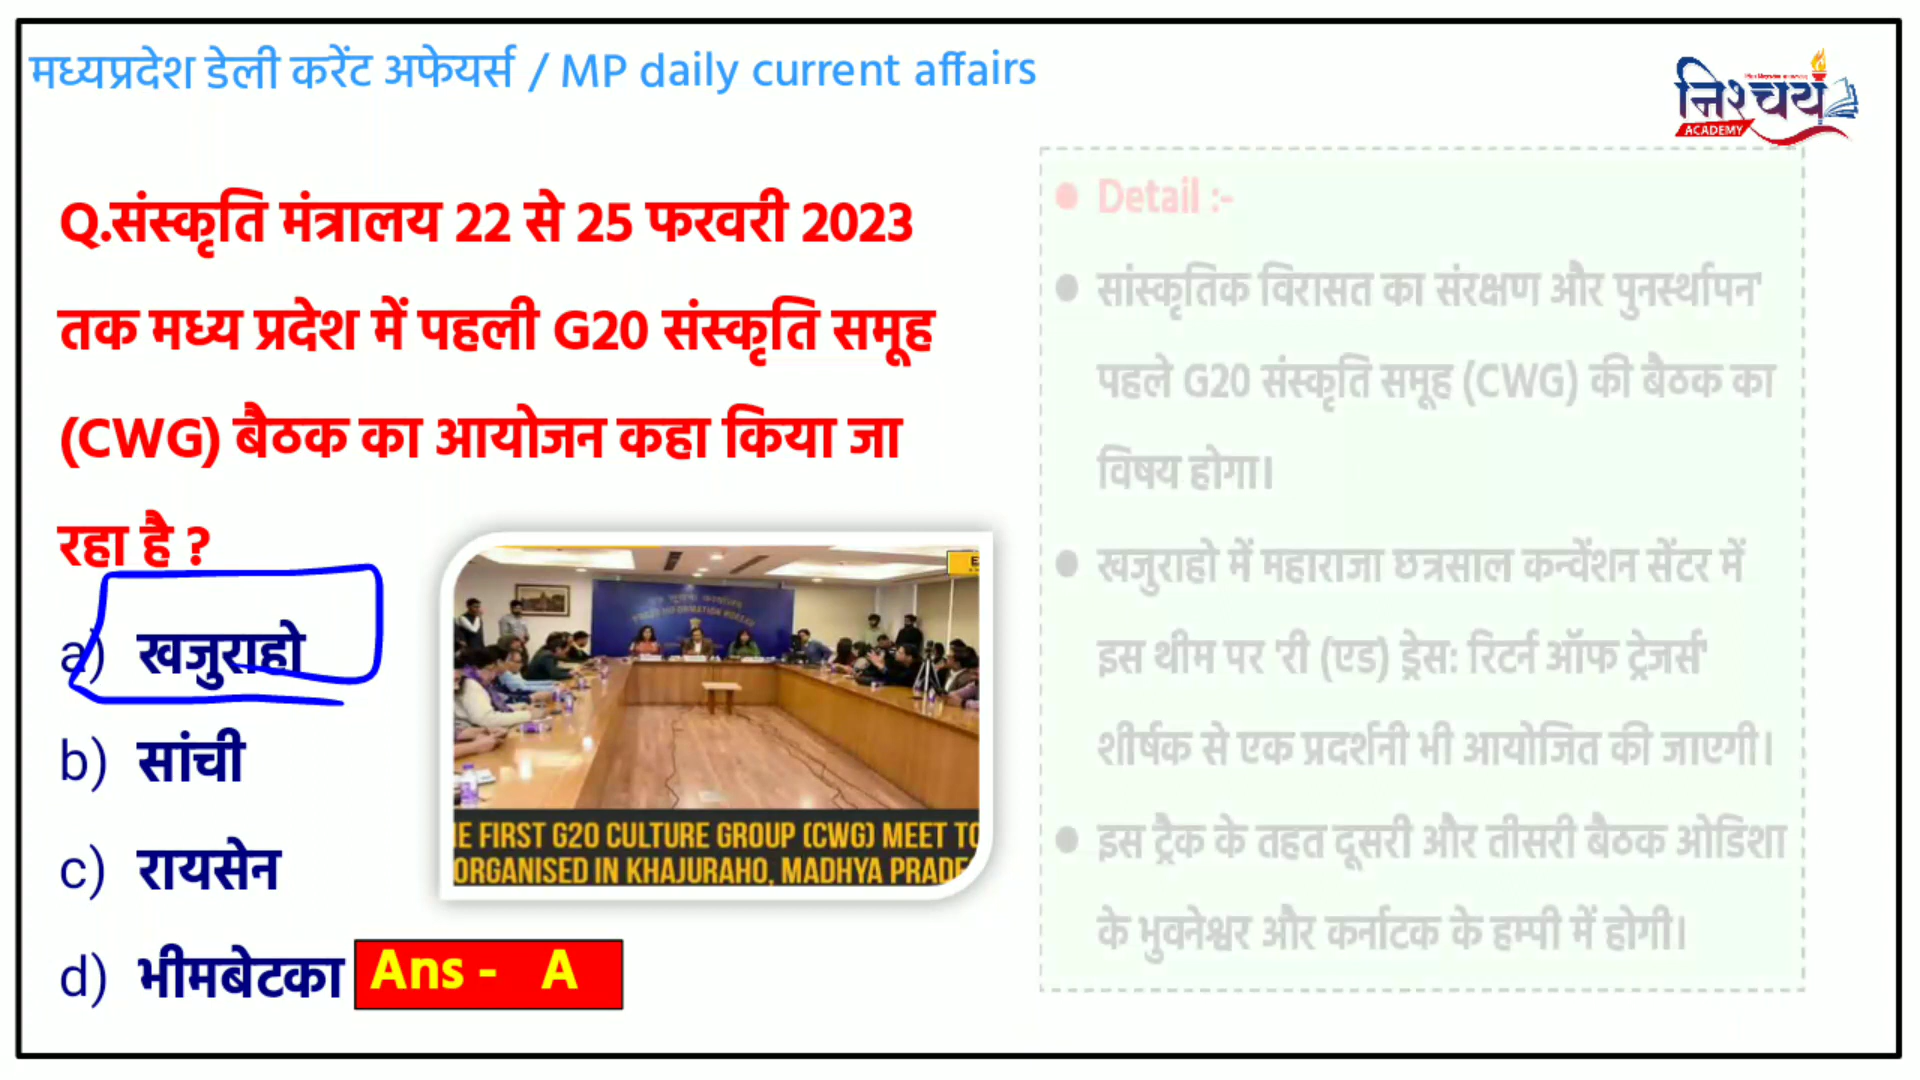 मध्यप्रदेश डेली करेंट अफेयर्स / MP daily current affairs
निश्चय
ACADEMY
Q.संस्कृति मंत्रालय 22 से 25 फरवरी 2023
तक मध्य प्रदेश में पहली G20 संस्कृति समूह
(CWG) बैठक का आयोजन कहा किया जा
रहा है ?
a) खजुराहो
b) सांची
c) रायसेन
d) भीमबेटका
Ans - A
E FIRST G20 CULTURE GROUP (CWG) MEET TO
ORGANISED IN KHAJURAHO, MADHYA PRADE
Detail :-
सांस्कृतिक विरासत का संरक्षण और पुनर्स्थापन'
पहले G20 संस्कृति समूह (CWG) की बैठक का
विषय होगा।
खजुराहो में महाराजा छत्रसाल कन्वेंशन सेंटर में
इस थीम पर 'री (एड) ड्रेस: रिटर्न ऑफ ट्रेजर्स'
शीर्षक से एक प्रदर्शनी भी आयोजित की जाएगी।
इस ट्रैक के तहत दूसरी और तीसरी बैठक ओडिशा
के भुवनेश्वर और कर्नाटक के हम्पी में होगी।